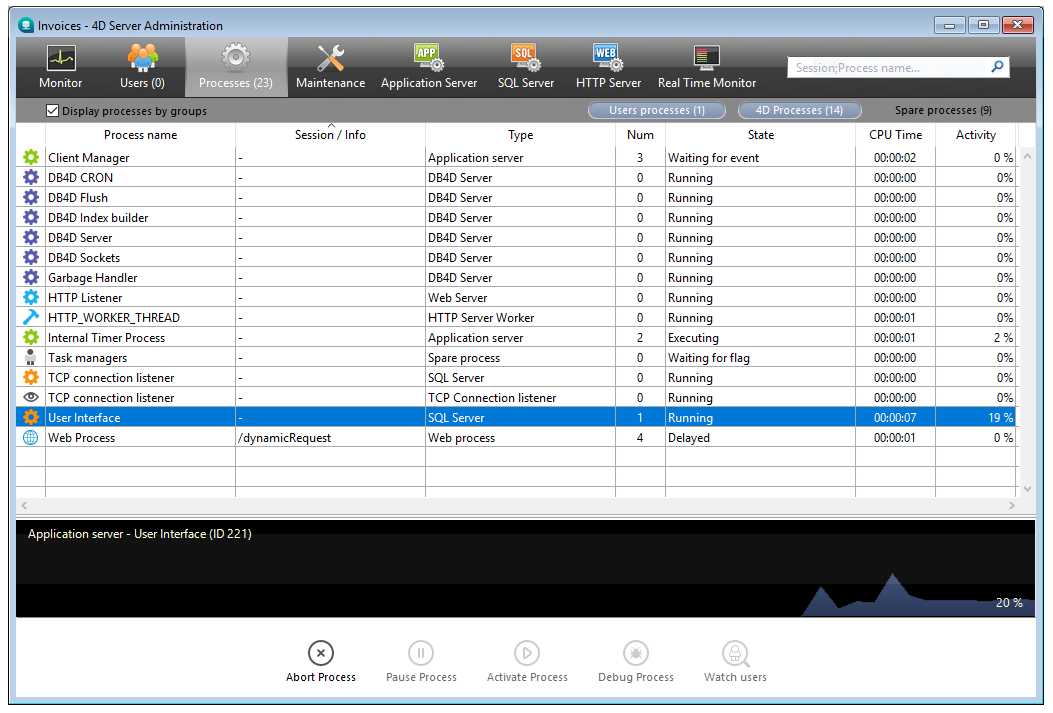 Invoices - 4D Server Administration
Monitor Users (0) Processes (23) Maintenance Application Server SQL Server HTTP Server Real Time Monitor
APP SQL WEB
Session;Process name...
Display processes by groups Users processes (1) 4D Processes (14) Spare processes (9)
Process name Session / Info Type Num State CPU Time Activity
Client Manager - Application server 3 Waiting for event 00:00:02 0 %
DB4D CRON - DB4D Server 0 Running 00:00:00 0%
DB4D Flush - DB4D Server 0 Running 00:00:00 0%
DB4D Index builder - DB4D Server 0 Running 00:00:00 0%
DB4D Server - DB4D Server 0 Running 00:00:00 0%
DB4D Sockets - DB4D Server 0 Running 00:00:00 0%
Garbage Handler - DB4D Server 0 Running 00:00:00 0%
HTTP Listener - Web Server 0 Running 00:00:00 0%
HTTP_WORKER_THREAD - HTTP Server Worker 0 Running 00:00:01 0%
Internal Timer Process - Application server 2 Executing 00:00:01 2 %
Task managers - Spare process 0 Waiting for flag 00:00:00 0%
TCP connection listener - SQL Server 0 Running 00:00:00 0%
TCP connection listener - TCP Connection listener 0 Running 00:00:00 0%
User Interface - SQL Server 1 Running 00:00:07 19 %
Web Process /dynamicRequest Web process 4 Delayed 00:00:01 0 %
Application server - User Interface (ID 221)
20 %
Abort Process Pause Process Activate Process Debug Process Watch users